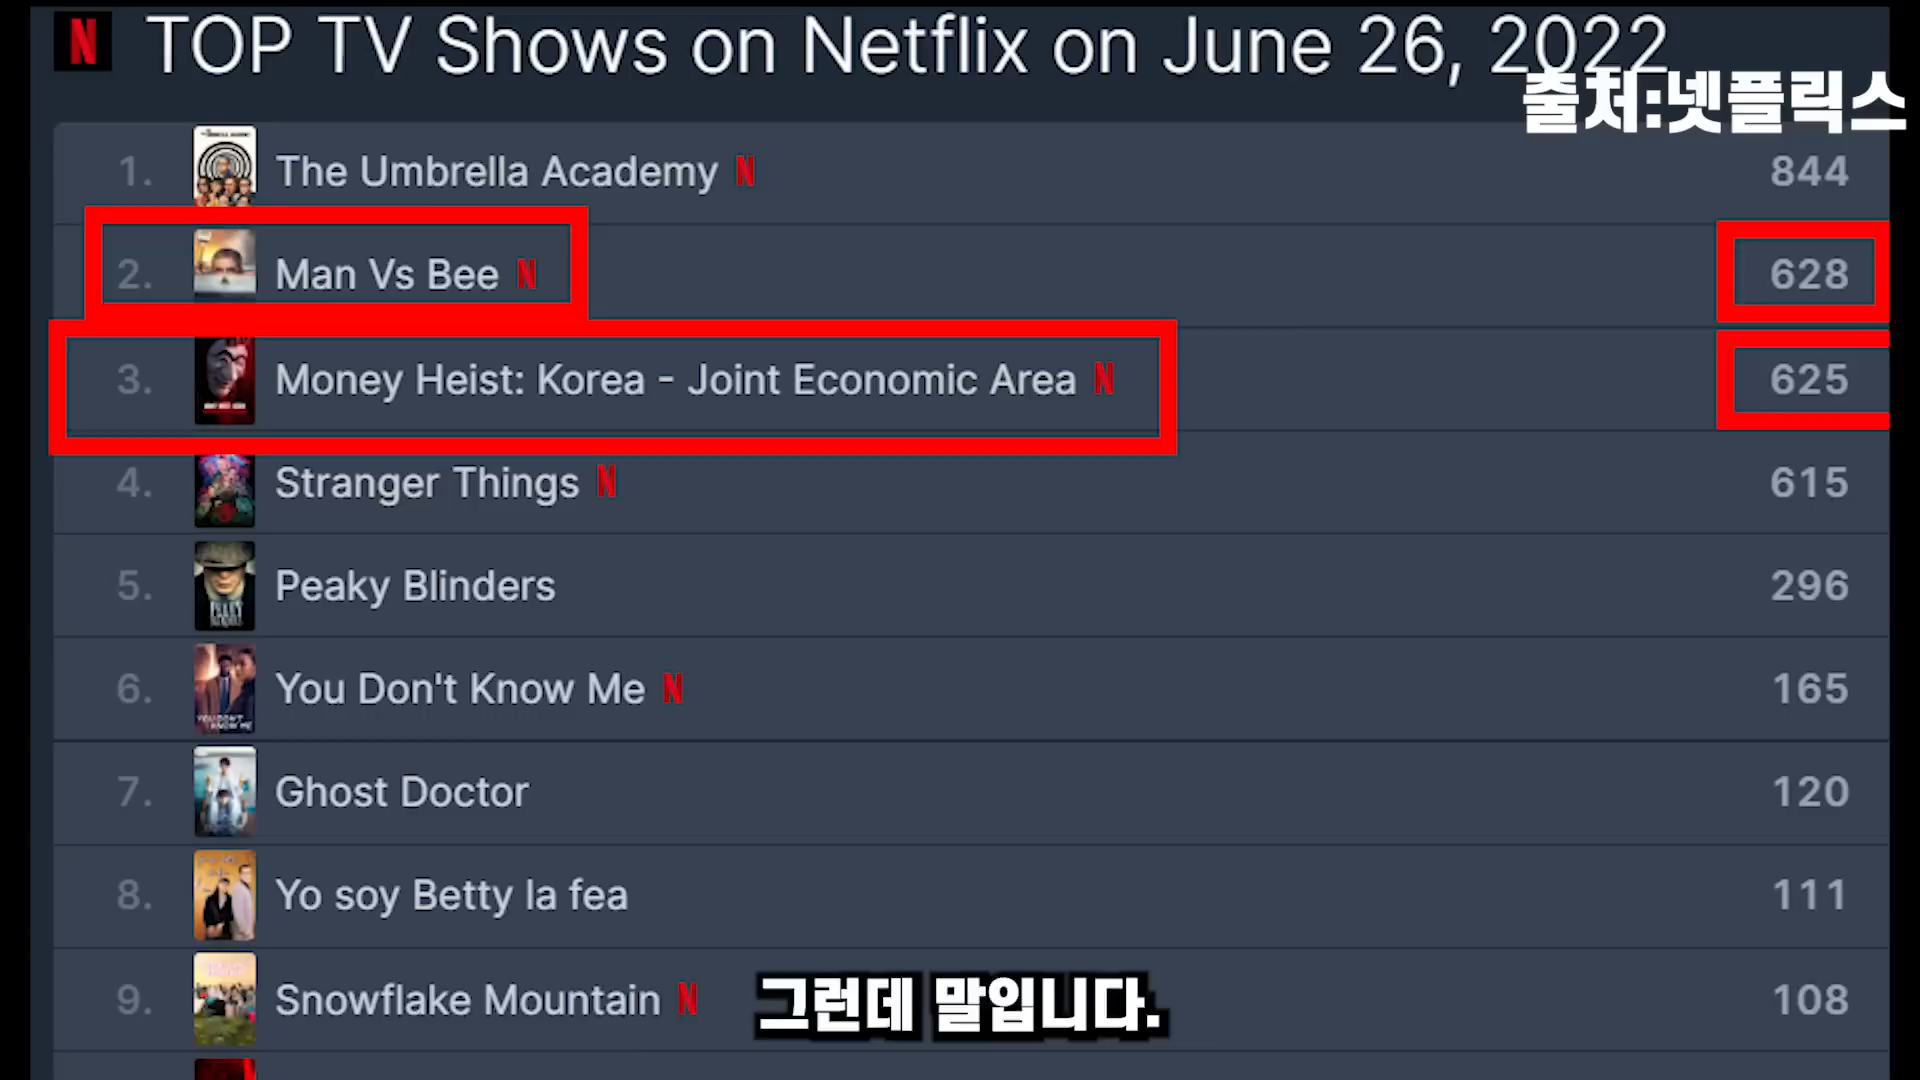 N TOP TV Shows on Netflix on June 26, 2022
출처:넷플릭스
1. The Umbrella Academy N 844
2. Man Vs Bee N 628
3. Money Heist: Korea - Joint Economic Area N 625
4. Stranger Things N 615
5. Peaky Blinders 296
6. You Don't Know Me N 165
7. Ghost Doctor 120
8. Yo soy Betty la fea 111
9. Snowflake Mountain N 108
그런데 말입니다.